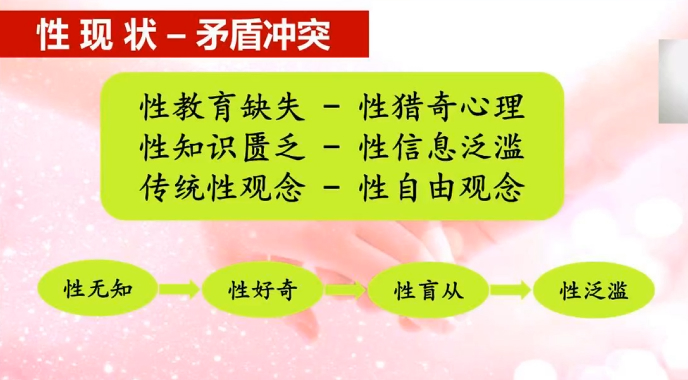 性现状－矛盾冲突
性教育缺失 － 性猎奇心理
性知识匮乏 － 性信息泛滥
传统性观念 － 性自由观念
性无知
性好奇
性盲从
性泛滥